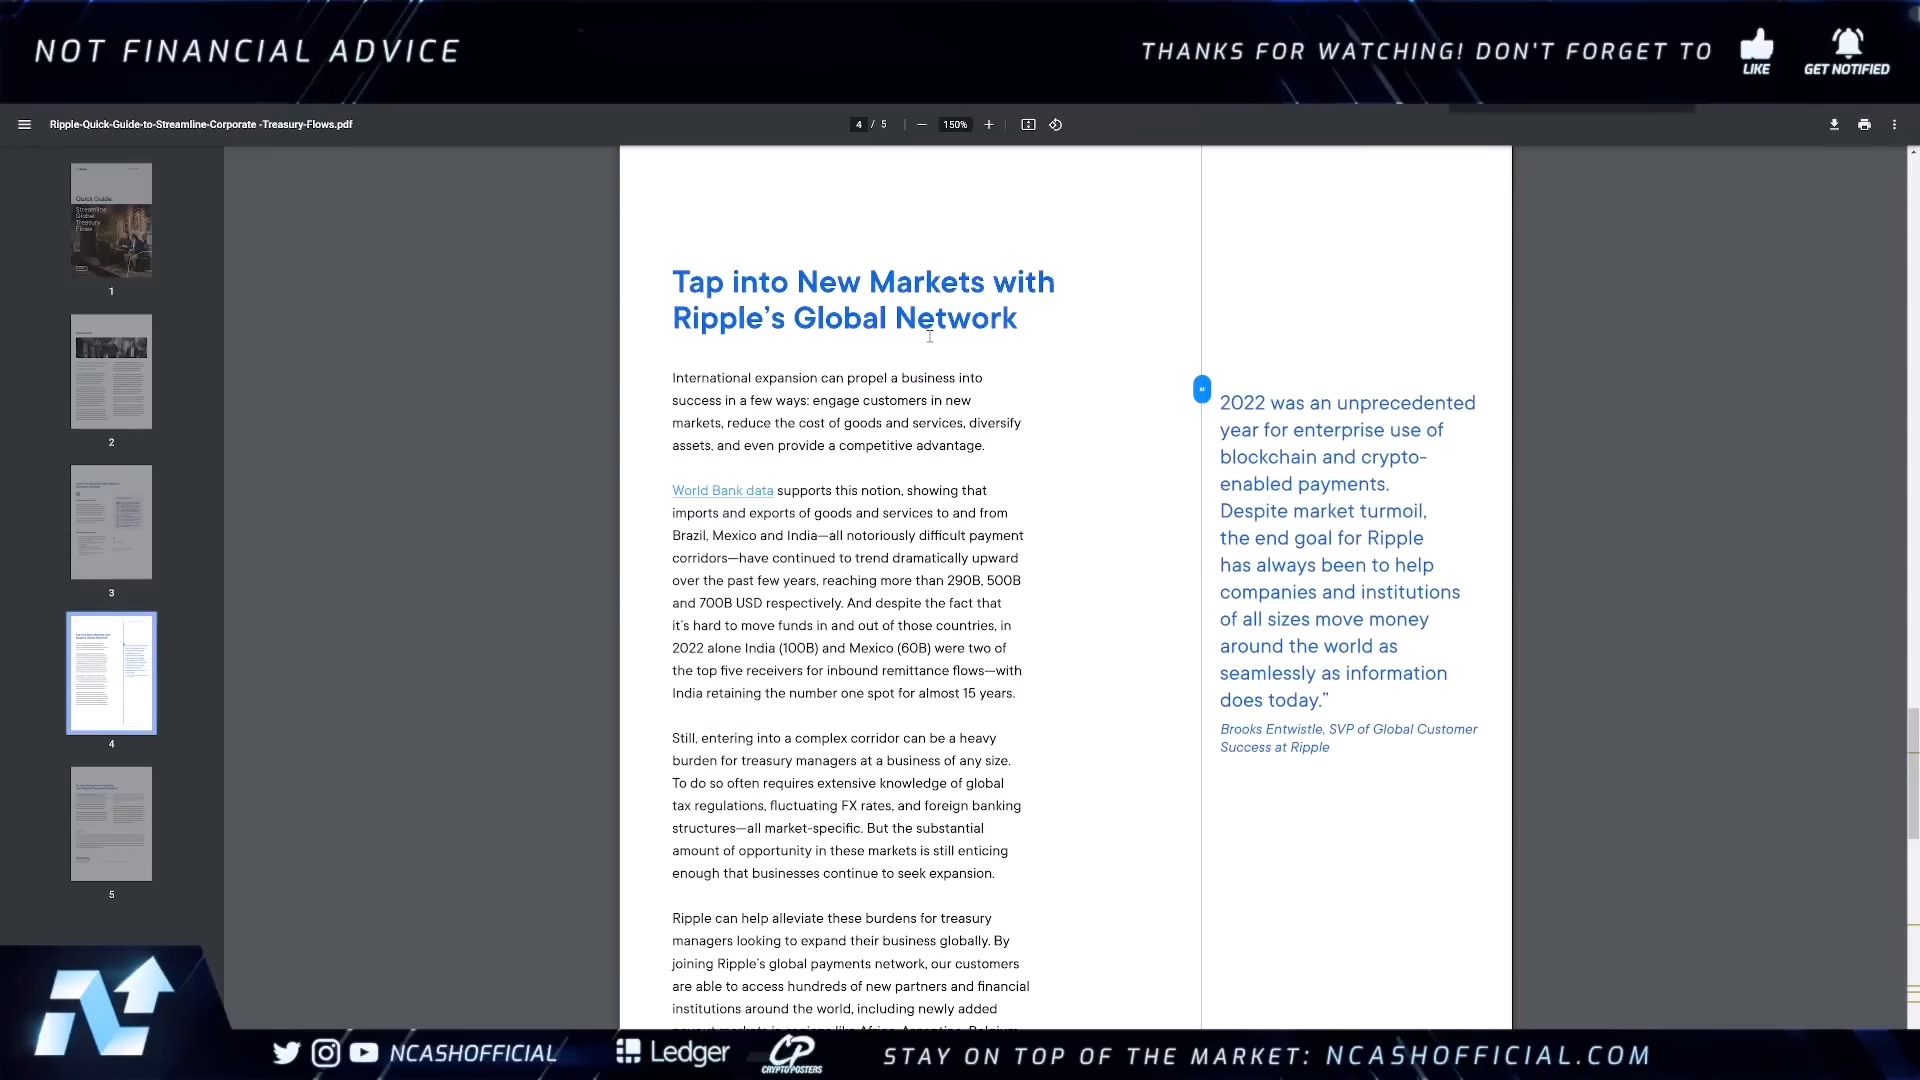 NOT FINANCIAL ADVICE
THANKS FOR WATCHING! DON'T FORGET TO
LIKE
GET NOTIFIED
Ripple-Quick-Guide-to-Streamline-Corporate -Treasury-Flows.pdf
4 / 5
150%
Quick Guide
Streamline
Global
Treasury
Flows
1
2
3
4
5
Tap into New Markets with
Ripple's Global Network
International expansion can propel a business into
success in a few ways: engage customers in new
markets, reduce the cost of goods and services, diversify
assets, and even provide a competitive advantage.
World Bank data supports this notion, showing that
imports and exports of goods and services to and from
Brazil, Mexico and India—all notoriously difficult payment
corridors—have continued to trend dramatically upward
over the past few years, reaching more than 290B, 500B
and 700B USD respectively. And despite the fact that
it's hard to move funds in and out of those countries, in
2022 alone India (100B) and Mexico (60B) were two of
the top five receivers for inbound remittance flows—with
India retaining the number one spot for almost 15 years.
Still, entering into a complex corridor can be a heavy
burden for treasury managers at a business of any size.
To do so often requires extensive knowledge of global
tax regulations, fluctuating FX rates, and foreign banking
structures—all market-specific. But the substantial
amount of opportunity in these markets is still enticing
enough that businesses continue to seek expansion.
Ripple can help alleviate these burdens for treasury
managers looking to expand their business globally. By
joining Ripple's global payments network, our customers
are able to access hundreds of new partners and financial
institutions around the world, including newly added
“
2022 was an unprecedented
year for enterprise use of
blockchain and crypto-
enabled payments.
Despite market turmoil,
the end goal for Ripple
has always been to help
companies and institutions
of all sizes move money
around the world as
seamlessly as information
does today.”
Brooks Entwistle, SVP of Global Customer
Success at Ripple
NCASHOFFICIAL
Ledger
CP
CRYPTOPOSTERS
STAY ON TOP OF THE MARKET: NCASHOFFICIAL.COM